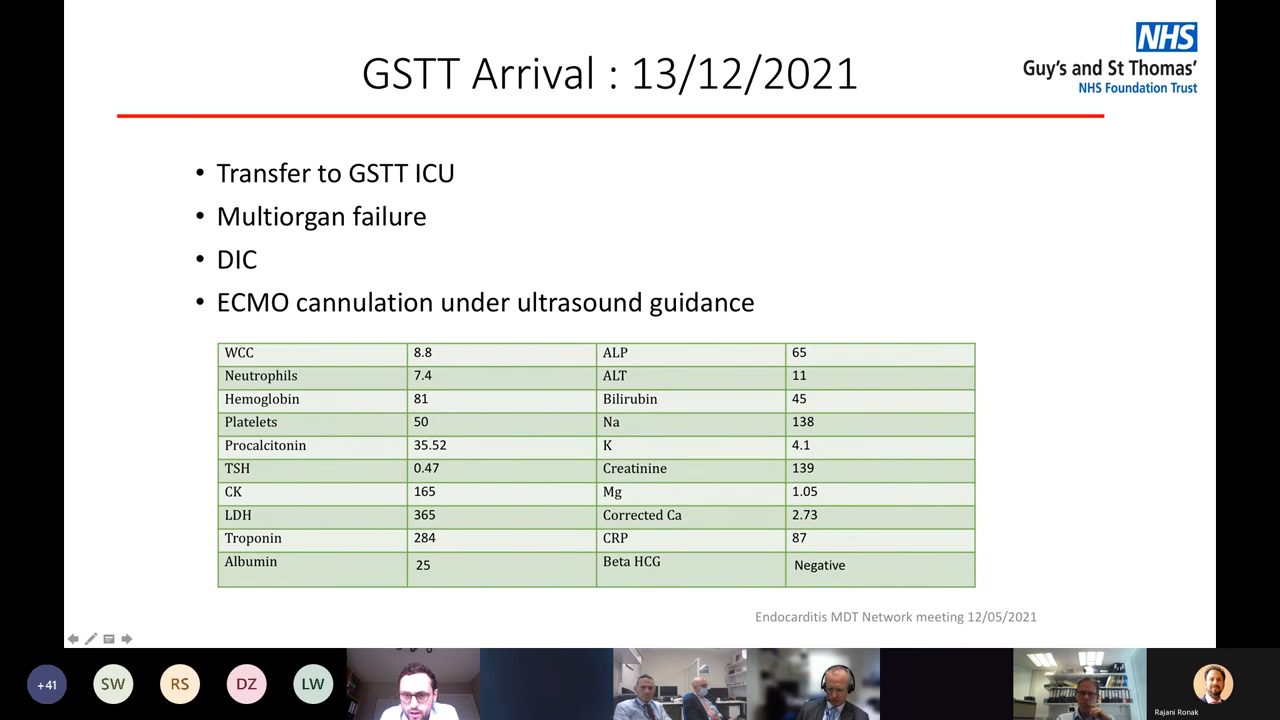 GSTT Arrival : 13/12/2021
NHS
Guy's and St Thomas'
NHS Foundation Trust
• Transfer to GSTT ICU
• Multiorgan failure
• DIC
• ECMO cannulation under ultrasound guidance
WCC 8.8 ALP 65
Neutrophils 7.4 ALT 11
Hemoglobin 81 Bilirubin 45
Platelets 50 Na 138
Procalcitonin 35.52 K 4.1
TSH 0.47 Creatinine 139
CK 165 Mg 1.05
LDH 365 Corrected Ca 2.73
Troponin 284 CRP 87
Albumin 25 Beta HCG Negative
Endocarditis MDT Network meeting 12/05/2021
+41 SW RS DZ LW
Rajani Ronak